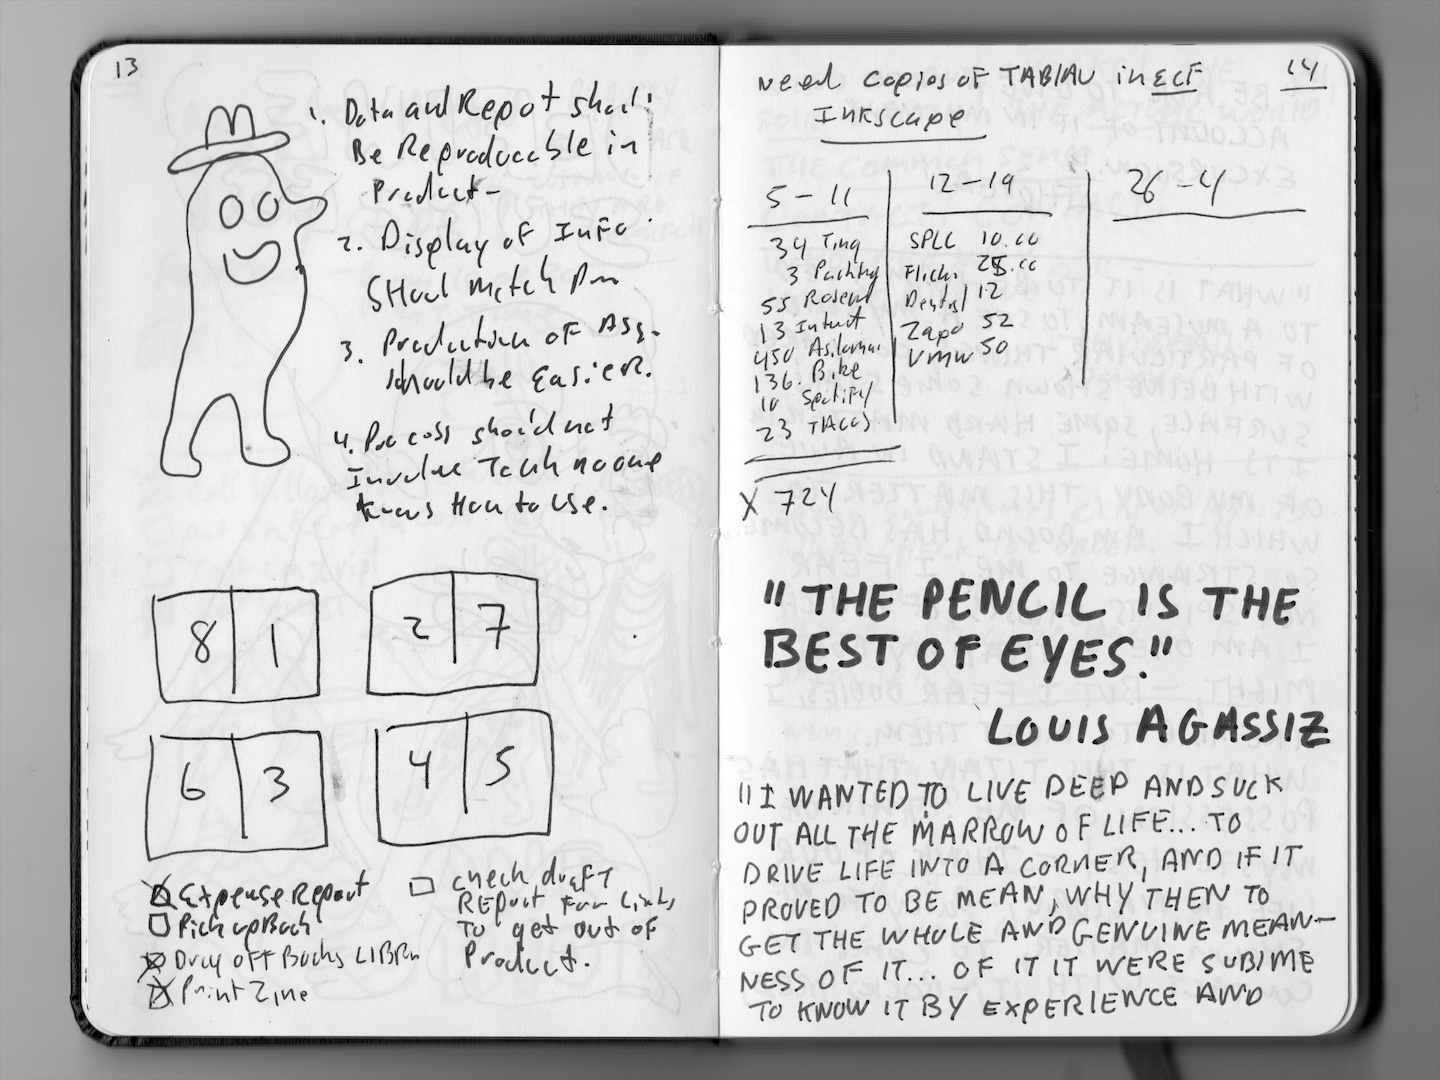 13
1. Data and Repot shoul
Be Reproducable in
Product-
2. Display of Info
SHoul match
3. Production of Ass.
should be Easier.
4. Process should not
Involve Tech no one
knows How to use.
8 1
2 7
6 3
4 5
Expense Report
Pick up Book
Drop off Books LIBRA
Print Zine
check draft
REPort For Links
To get out of
Product.
14
Need copies of TABLAU in ECF
Inkscape
5 - 11
34 Ting
3 Parking
55
13 Intuit
450 Asilomar
136. Bike
10 Spotify
23
X 724
12 - 19
SPLC 10.00
Flickr 25.00
Dental 12
Zapo 52
VMW 50
26 - 4
"THE PENCIL IS THE
BEST OF EYES."
LOUIS AGASSIZ
"I WANTED TO LIVE DEEP AND SUCK
OUT ALL THE MARROW OF LIFE... TO
DRIVE LIFE INTO A CORNER, AND IF IT
PROVED TO BE MEAN, WHY THEN TO
GET THE WHOLE AND GENUINE MEAN-
NESS OF IT... OF IT IT WERE SUBIME
TO KNOW IT BY EXPERIENCE AND